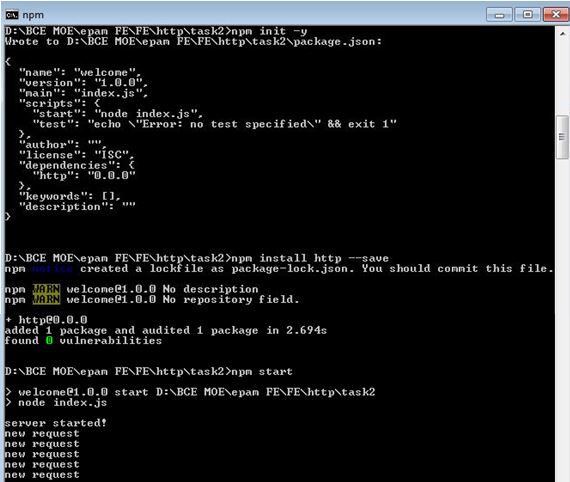 npm
D:\BCE MOE\epam FE\FE\http\task2>npm init -y
Wrote to D:\BCE MOE\epam FE\FE\http\task2\package.json:
{
  "name": "welcome",
  "version": "1.0.0",
  "main": "index.js",
  "scripts": {
    "start": "node index.js",
    "test": "echo \"Error: no test specified\" && exit 1"
  },
  "author": "",
  "license": "ISC",
  "dependencies": {
    "http": "0.0.0"
  },
  "keywords": [],
  "description": ""
}
D:\BCE MOE\epam FE\FE\http\task2>npm install http --save
npm notice created a lockfile as package-lock.json. You should commit this file.
npm WARN welcome@1.0.0 No description
npm WARN welcome@1.0.0 No repository field.
+ http@0.0.0
added 1 package and audited 1 package in 2.694s
found 0 vulnerabilities
D:\BCE MOE\epam FE\FE\http\task2>npm start
> welcome@1.0.0 start D:\BCE MOE\epam FE\FE\http\task2
> node index.js
server started!
new request
new request
new request
new request
new request